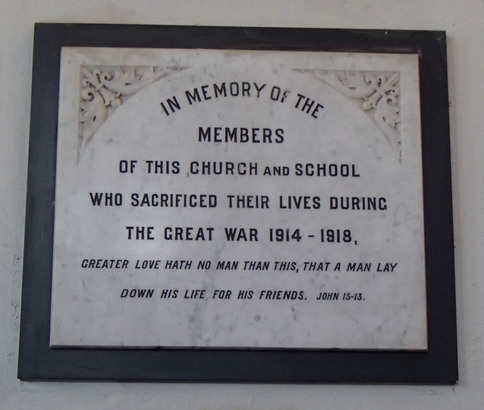 IN MEMORY OF THE
MEMBERS
OF THIS CHURCH AND SCHOOL
WHO SACRIFICED THEIR LIVES DURING
THE GREAT WAR 1914 - 1918,
GREATER LOVE HATH NO MAN THAN THIS, THAT A MAN LAY
DOWN HIS LIFE FOR HIS FRIENDS. JOHN 15-13.